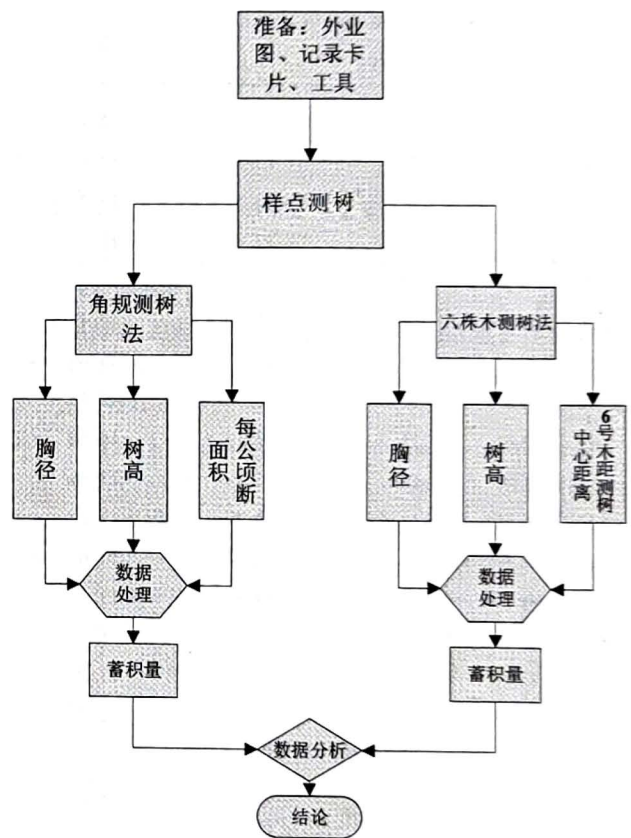 准备：外业
图、记录卡
片、工具
样点测树
角规测树
法
六株木测树法
胸径
树高
每公顷断
面积
胸径
树高
6号木距测树
中心距离
数据
处理
数据
处理
蓄积量
蓄积量
数据分析
结论